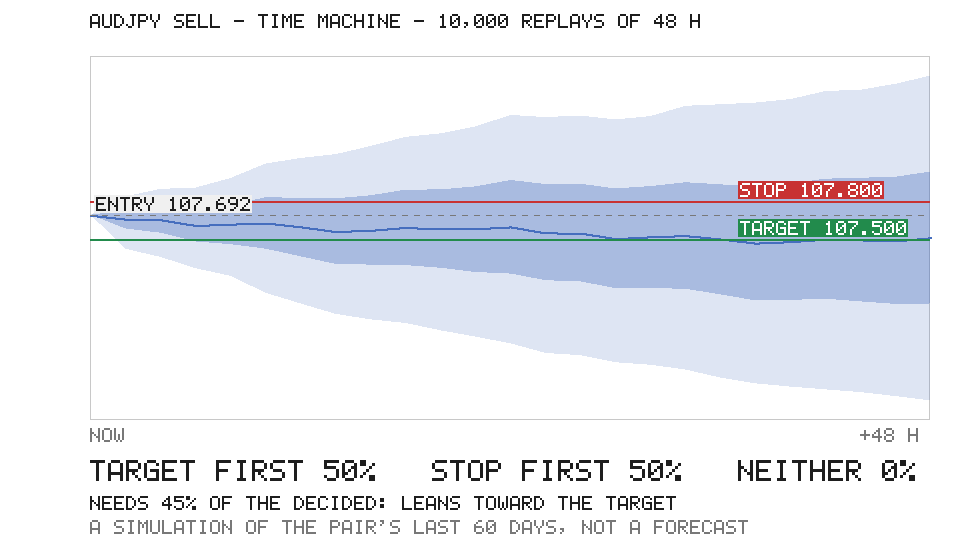 AUDJPY SELL – TIME MACHINE – 10,000 REPLAYS OF 48 H
STOP 107.800
ENTRY 107.692
TARGET 107.500
NOW +48 H
TARGET FIRST 50% STOP FIRST 50% NEITHER 0%
NEEDS 45% OF THE DECIDED: LEANS TOWARD THE TARGET
A SIMULATION OF THE PAIR'S LAST 60 DAYS, NOT A FORECAST